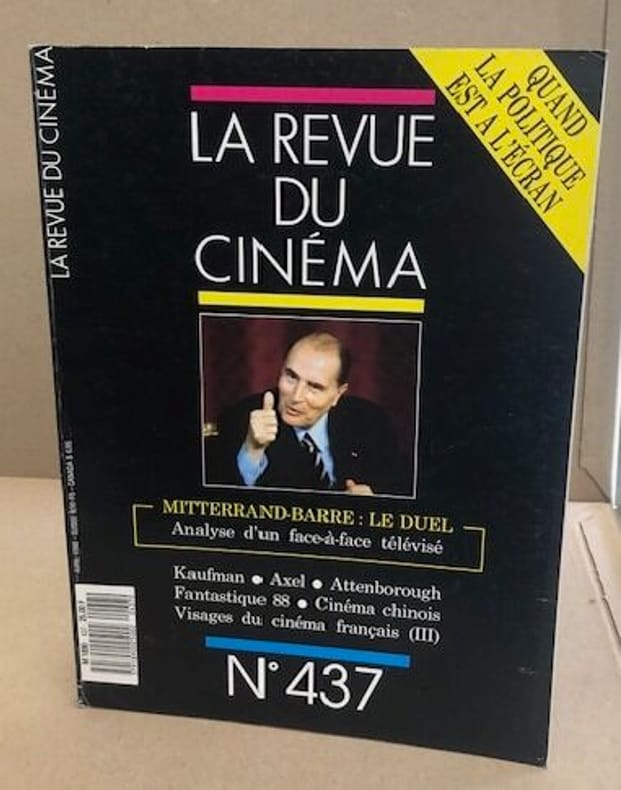 LA REVUE DU CINÉMA
QUAND
LA POLITIQUE
EST A L'ÉCRAN
LA REVUE
DU
CINÉMA
MITTERRAND-BARRE : LE DUEL
Analyse d'un face-à-face télévisé
Kaufman ● Axel ● Attenborough
Fantastique 88 ● Cinéma chinois
Visages du cinéma français (III)
N° 437